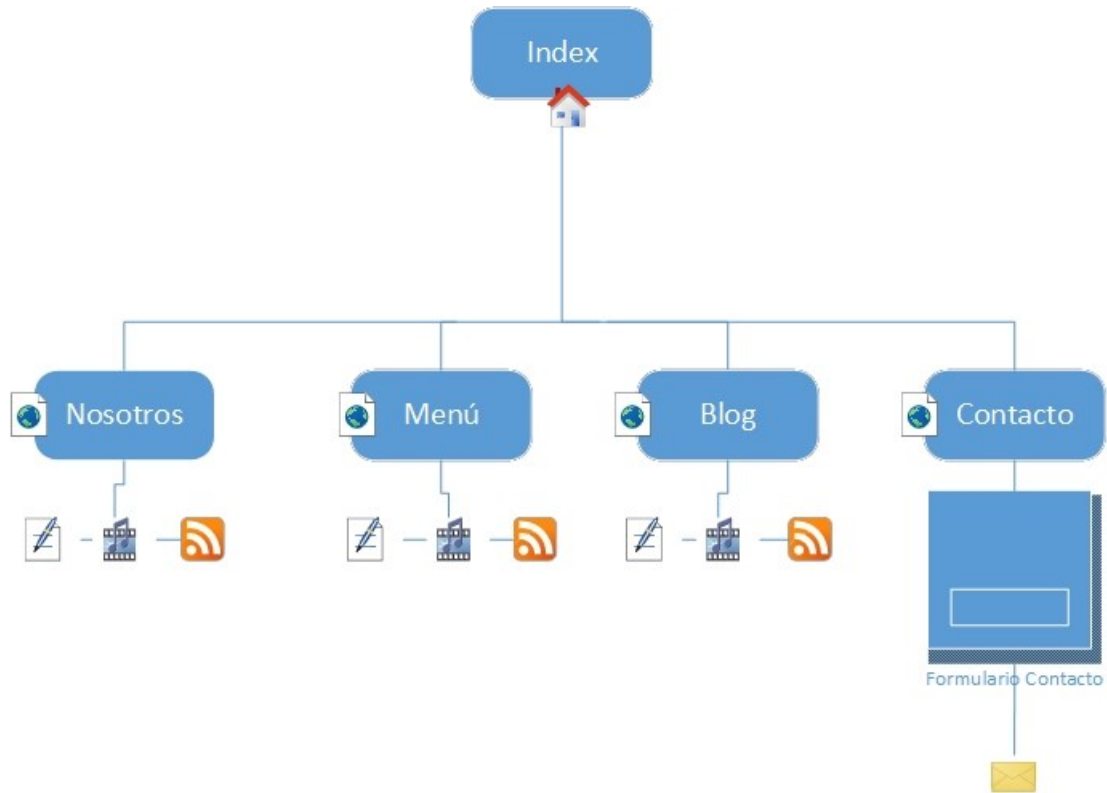 Index
Nosotros
Menú
Blog
Contacto
Formulario Contacto